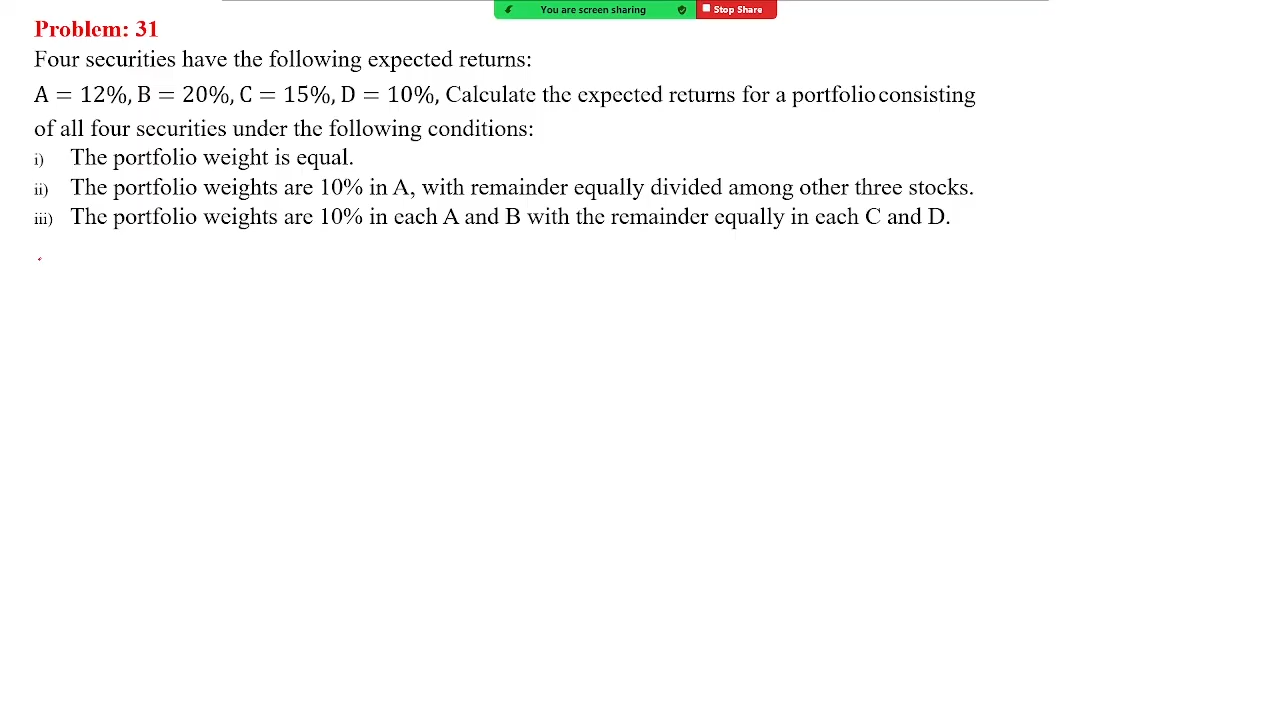 You are screen sharing Stop Share
Problem: 31
Four securities have the following expected returns:
A = 12%, B = 20%, C = 15%, D = 10%, Calculate the expected returns for a portfolio consisting
of all four securities under the following conditions:
i) The portfolio weight is equal.
ii) The portfolio weights are 10% in A, with remainder equally divided among other three stocks.
iii) The portfolio weights are 10% in each A and B with the remainder equally in each C and D.